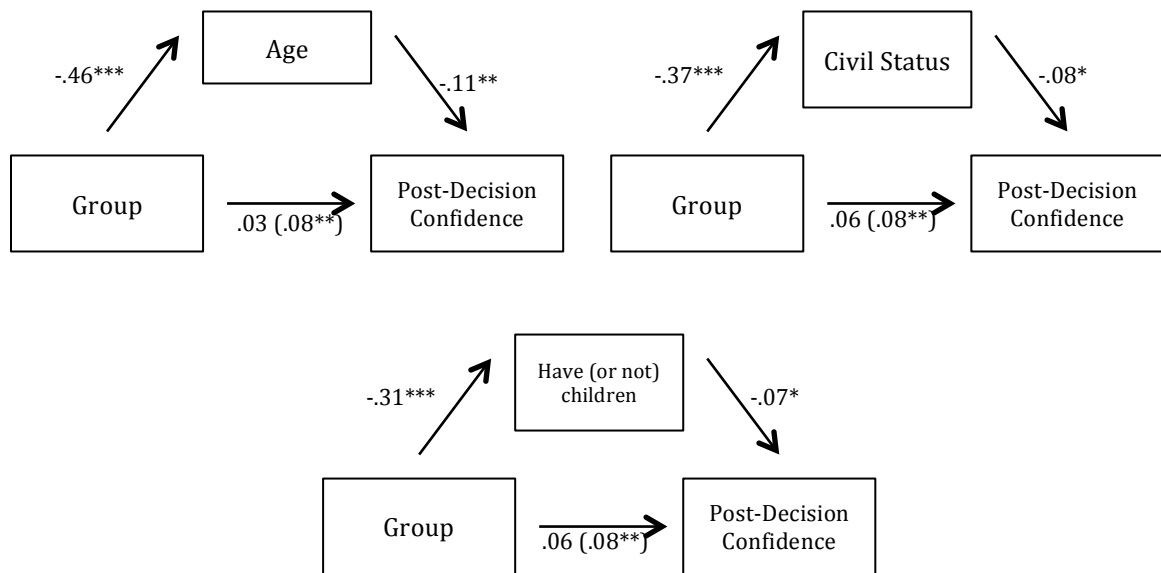 Age
-.46***
-.11**
Group
Post-Decision
Confidence
.03 (.08**)
Civil Status
-.37***
-.08*
Group
Post-Decision
Confidence
.06 (.08**)
Have (or not)
children
-.31***
-.07*
Group
Post-Decision
Confidence
.06 (.08**)